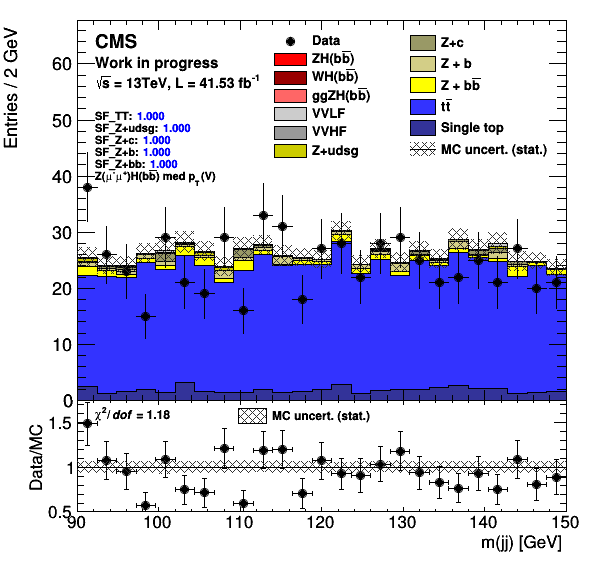 CMS
Work in progress
√s = 13TeV, L = 41.53 fb⁻¹
SF_TT: 1.000
SF_Z+udsg: 1.000
SF_Z+c: 1.000
SF_Z+b: 1.000
SF_Z+bb: 1.000
Z(μ⁻μ⁺)H(bb̅) med p_T(V)
Data
ZH(bb̅)
WH(bb̅)
ggZH(bb̅)
VVLF
VVHF
Z+udsg
Z+c
Z + b
Z + bb̅
tt̅
Single top
MC uncert. (stat.)
Entries / 2 GeV
60
50
40
30
20
10
0
χ²/ dof = 1.18
MC uncert. (stat.)
Data/MC
1.5
1
0.5
90 100 110 120 130 140 150
m(jj) [GeV]